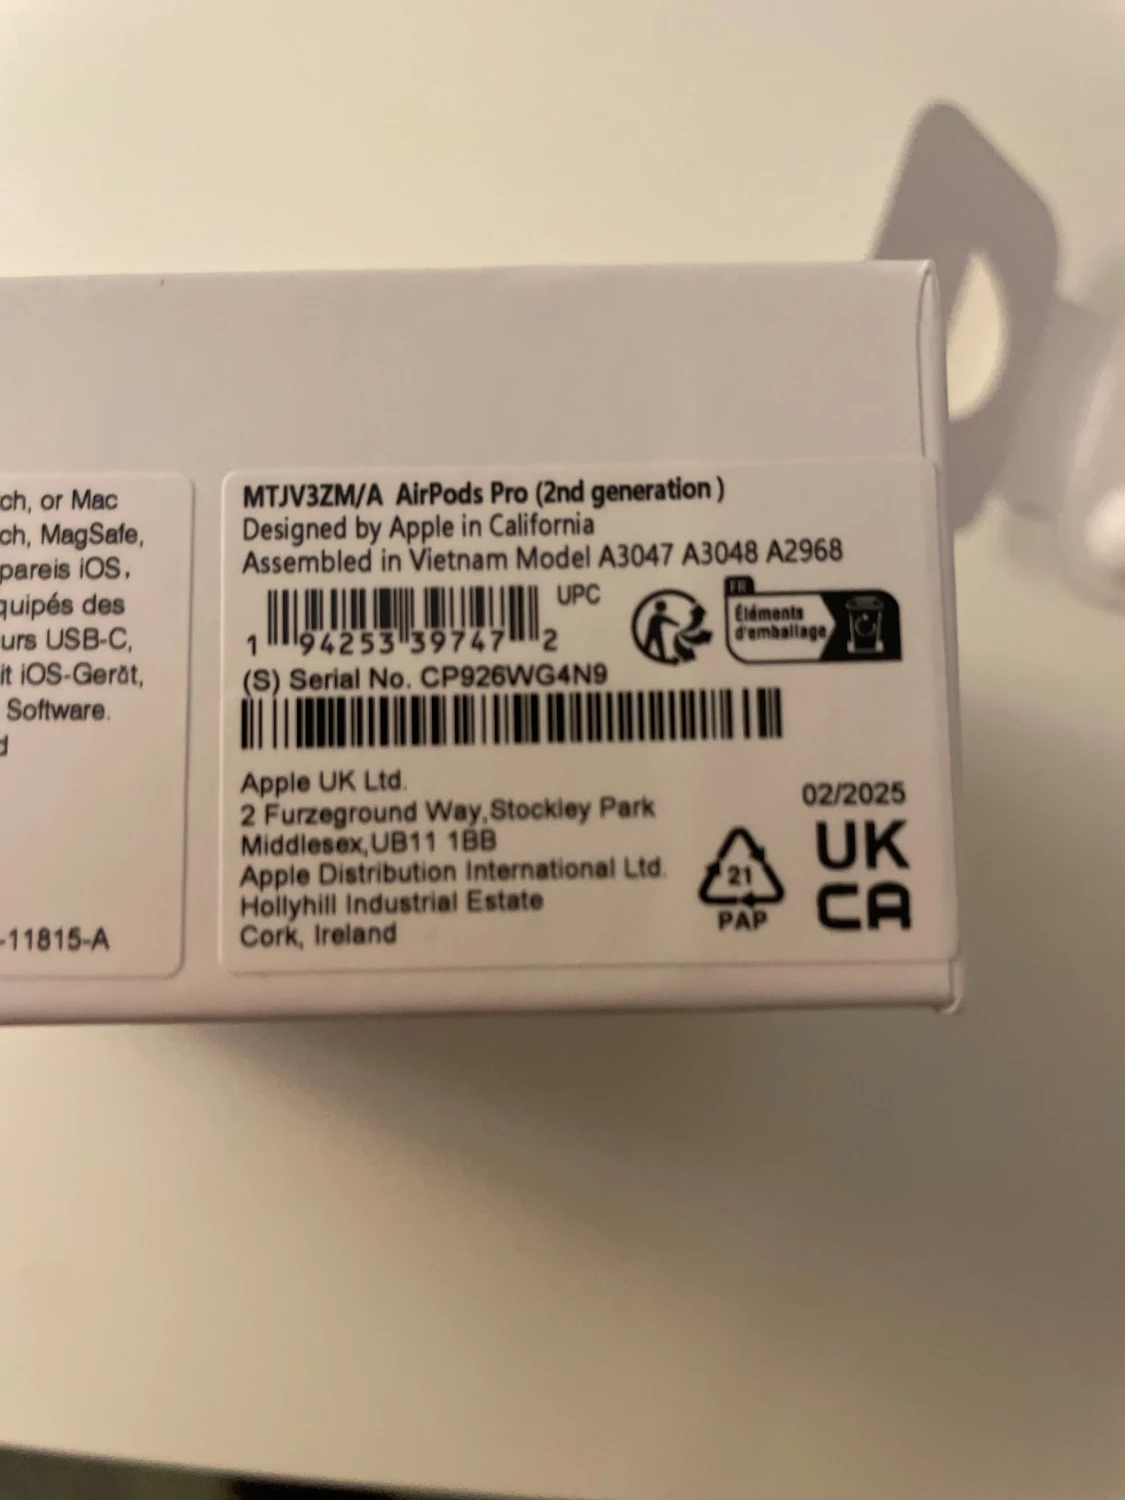 ch, or Mac
ch, MagSafe,
pareis iOS,
quipés des
urs USB-C,
it iOS-Gerät,
Software.
d
-11815-A
MTJV3ZM/A AirPods Pro (2nd generation )
Designed by Apple in California
Assembled in Vietnam Model A3047 A3048 A2968
UPC
1 94253 39747 2
FR
Éléments
d'emballage
(S) Serial No. CP926WG4N9
Apple UK Ltd.
2 Furzeground Way,Stockley Park
Middlesex,UB11 1BB
Apple Distribution International Ltd.
Hollyhill Industrial Estate
Cork, Ireland
21
PAP
02/2025
UK
CA